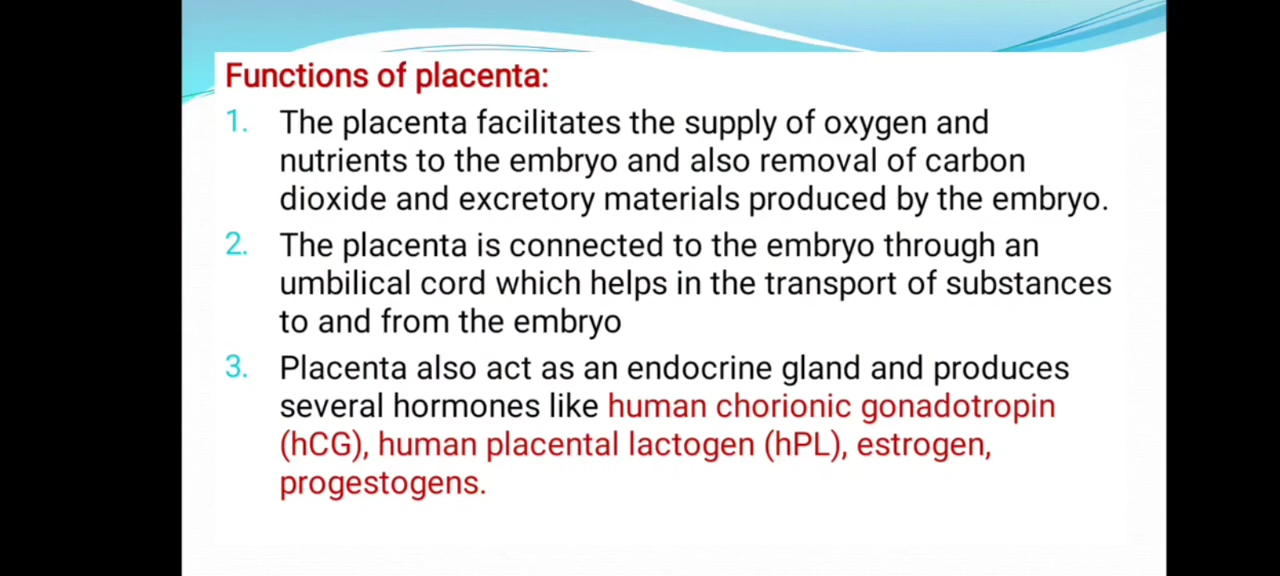 Functions of placenta:
1. The placenta facilitates the supply of oxygen and
nutrients to the embryo and also removal of carbon
dioxide and excretory materials produced by the embryo.
2. The placenta is connected to the embryo through an
umbilical cord which helps in the transport of substances
to and from the embryo
3. Placenta also act as an endocrine gland and produces
several hormones like human chorionic gonadotropin
(hCG), human placental lactogen (hPL), estrogen,
progestogens.